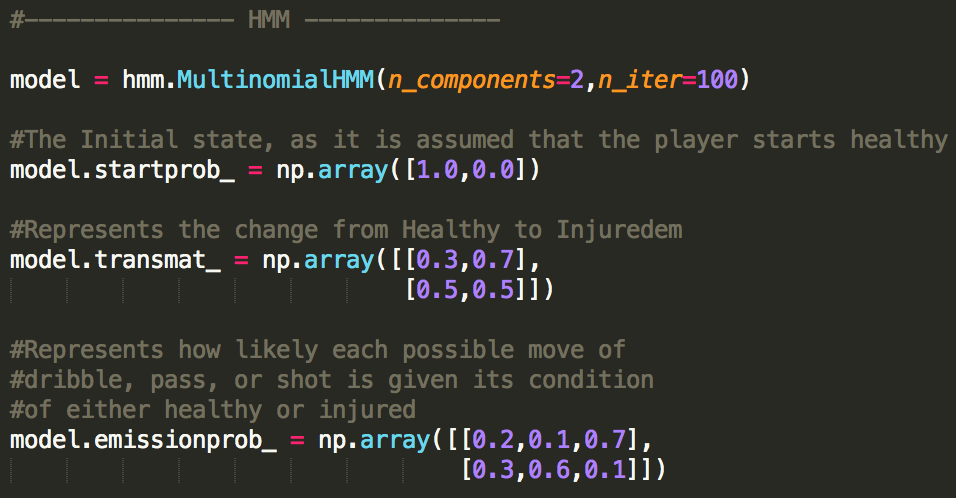 #--------------- HMM --------------
model = hmm.MultinomialHMM(n_components=2,n_iter=100)
#The Initial state, as it is assumed that the player starts healthy
model.startprob_ = np.array([1.0,0.0])
#Represents the change from Healthy to Injuredem
model.transmat_ = np.array([[0.3,0.7],
                            [0.5,0.5]])
#Represents how likely each possible move of
#dribble, pass, or shot is given its condition
#of either healthy or injured
model.emissionprob_ = np.array([[0.2,0.1,0.7],
                                [0.3,0.6,0.1]])